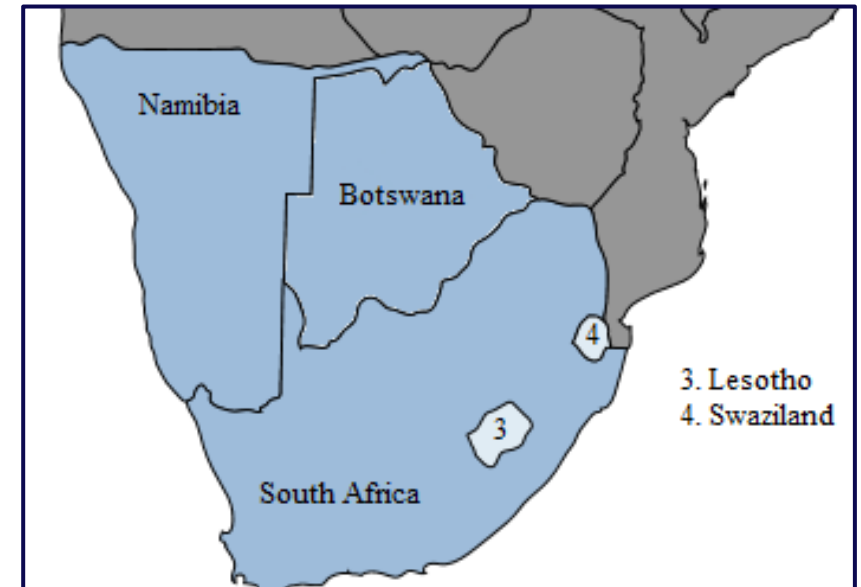 Namibia
Botswana
4
3. Lesotho
4. Swaziland
3
South Africa